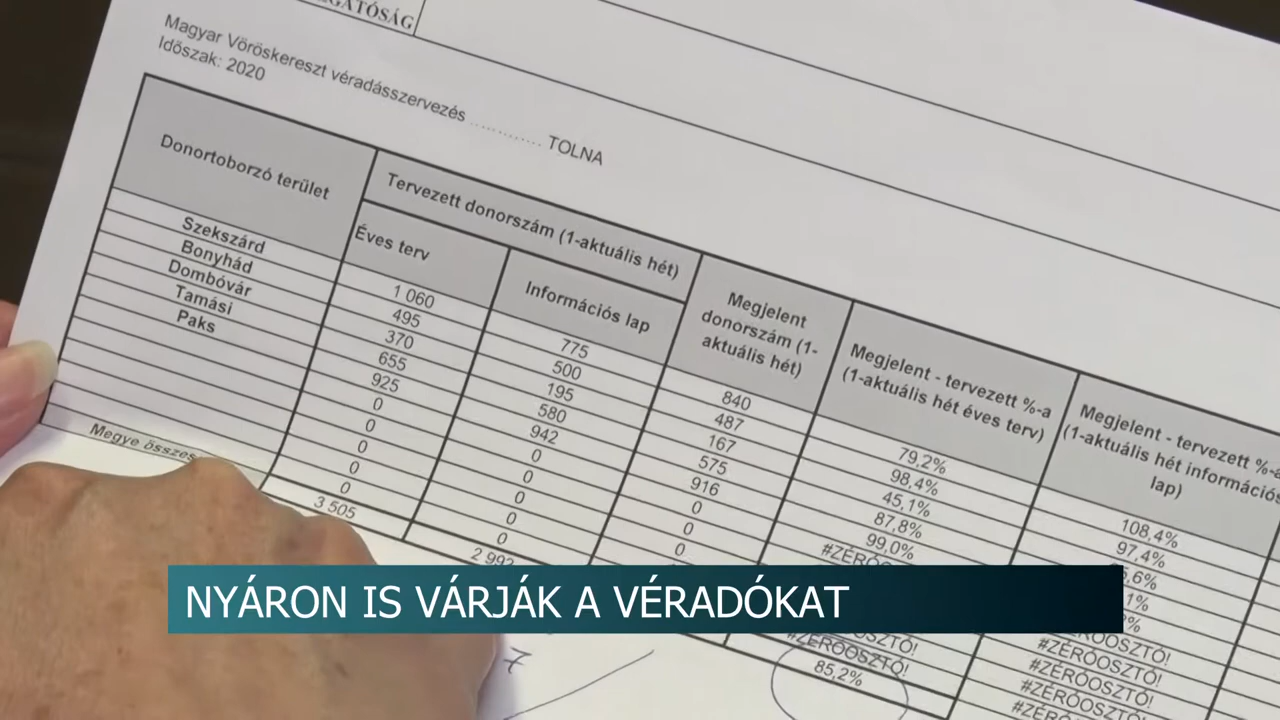 Magyar Vöröskereszt véradásszervezés ............. TOLNA
Időszak: 2020
Donortoborzó terület
Tervezett donorszám (1-aktuális hét)
Éves terv
Információs lap
Megjelent
donorszám (1-
aktuális hét)
Megjelent - tervezett %-a
(1-aktuális hét éves terv)
Megjelent - tervezett
(1-aktuális hét információs
lap)
Szekszárd 1 060 775 840 79,2% 108,4%
Bonyhád 495 500 487 98,4% 97,4%
Dombóvár 370 195 167 45,1%
Tamási 655 580 575 87,8%
Paks 925 942 916 99,0%
0 0 0
0 0 0 #ZÉRÓOSZTÓ!
0 0 0 #ZÉRÓOSZTÓ! #ZÉRÓOSZTÓ!
0 0 #ZÉRÓOSZTÓ!
0 #ZÉRÓOSZTÓ!
Megye 3 505 2 992 85,2%
NYÁRON IS VÁRJÁK A VÉRADÓKAT
7